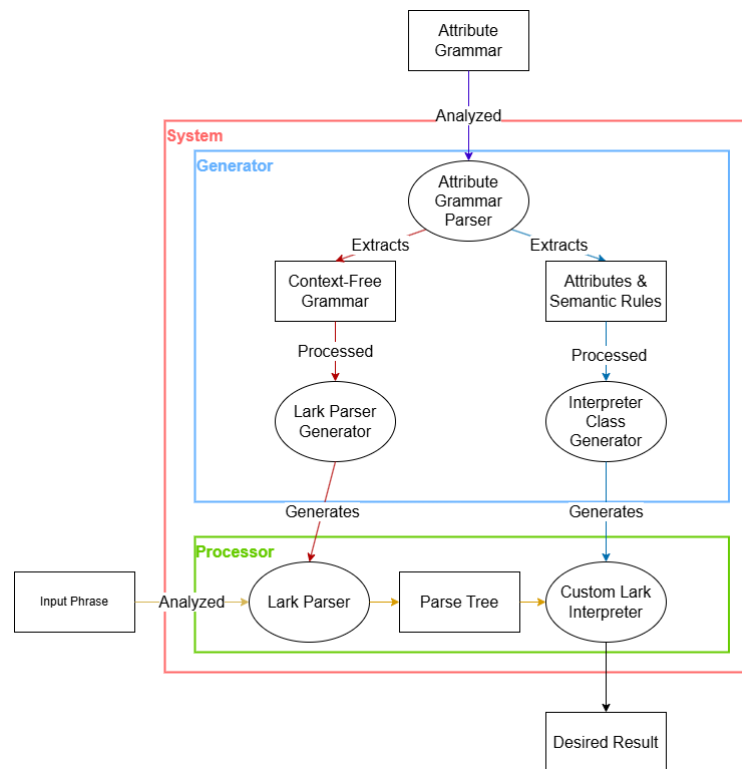 Attribute
Grammar
Analyzed
System
Generator
Attribute
Grammar
Parser
Extracts
Extracts
Context-Free
Grammar
Attributes &
Semantic Rules
Processed
Processed
Lark Parser
Generator
Interpreter
Class
Generator
Generates
Generates
Processor
Input Phrase
Analyzed
Lark Parser
Parse Tree
Custom Lark
Interpreter
Desired Result